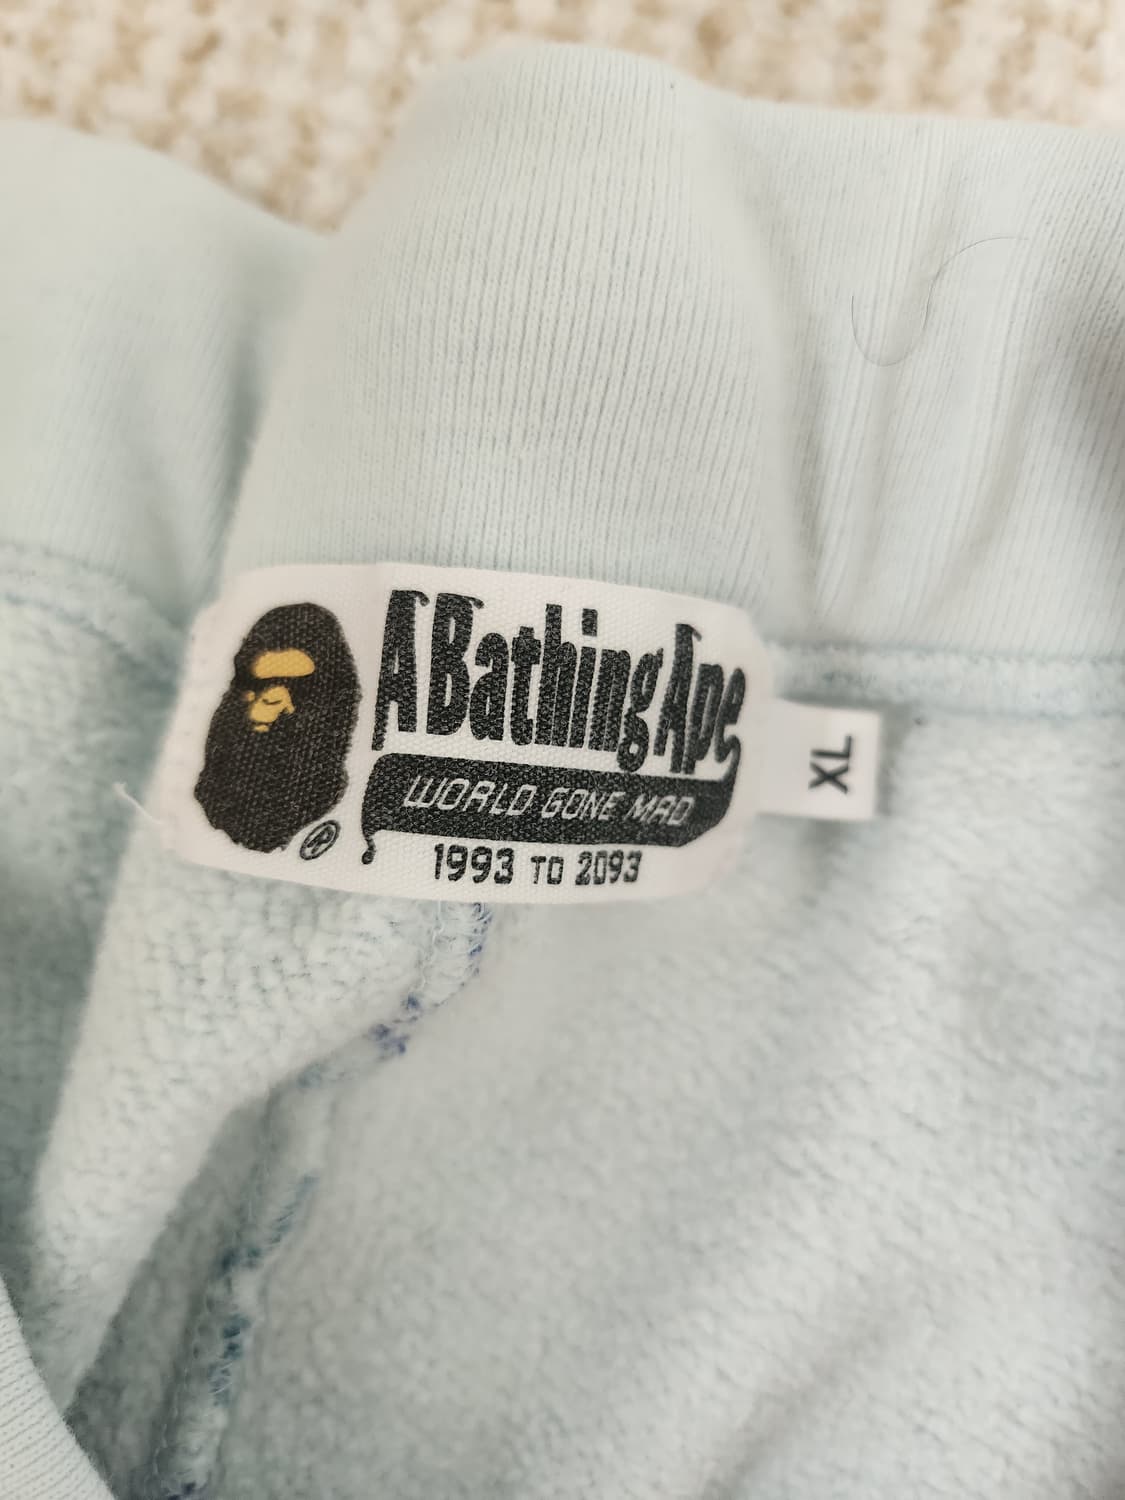 A Bathing Ape
WORLD GONE MAD
1993 TO 2093
®
XL